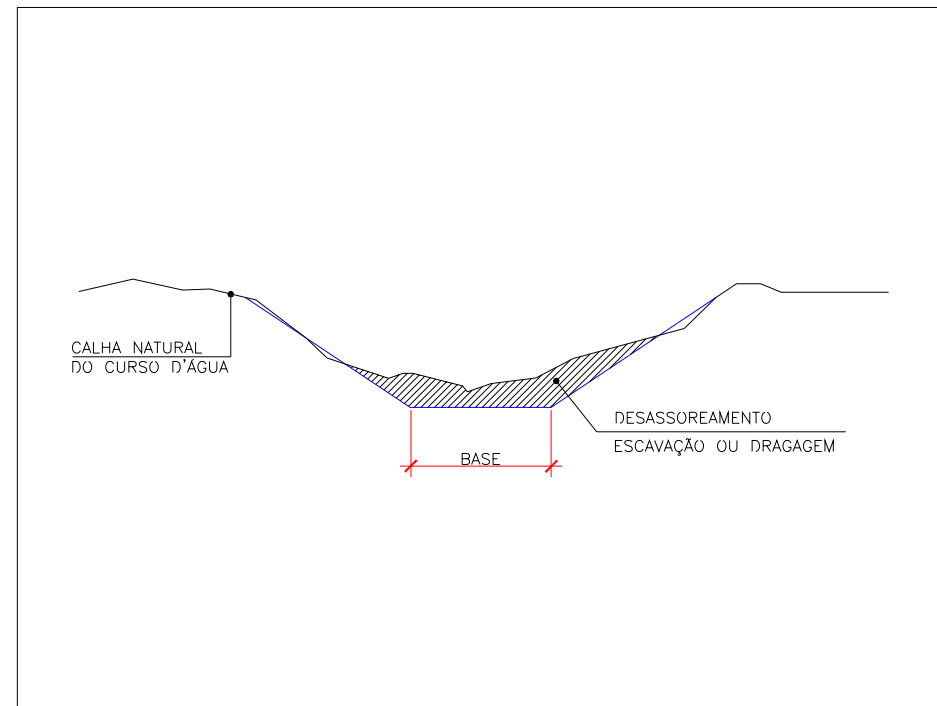 CALHA NATURAL
DO CURSO D'ÁGUA
DESASSOREAMENTO
ESCAVAÇÃO OU DRAGAGEM
BASE